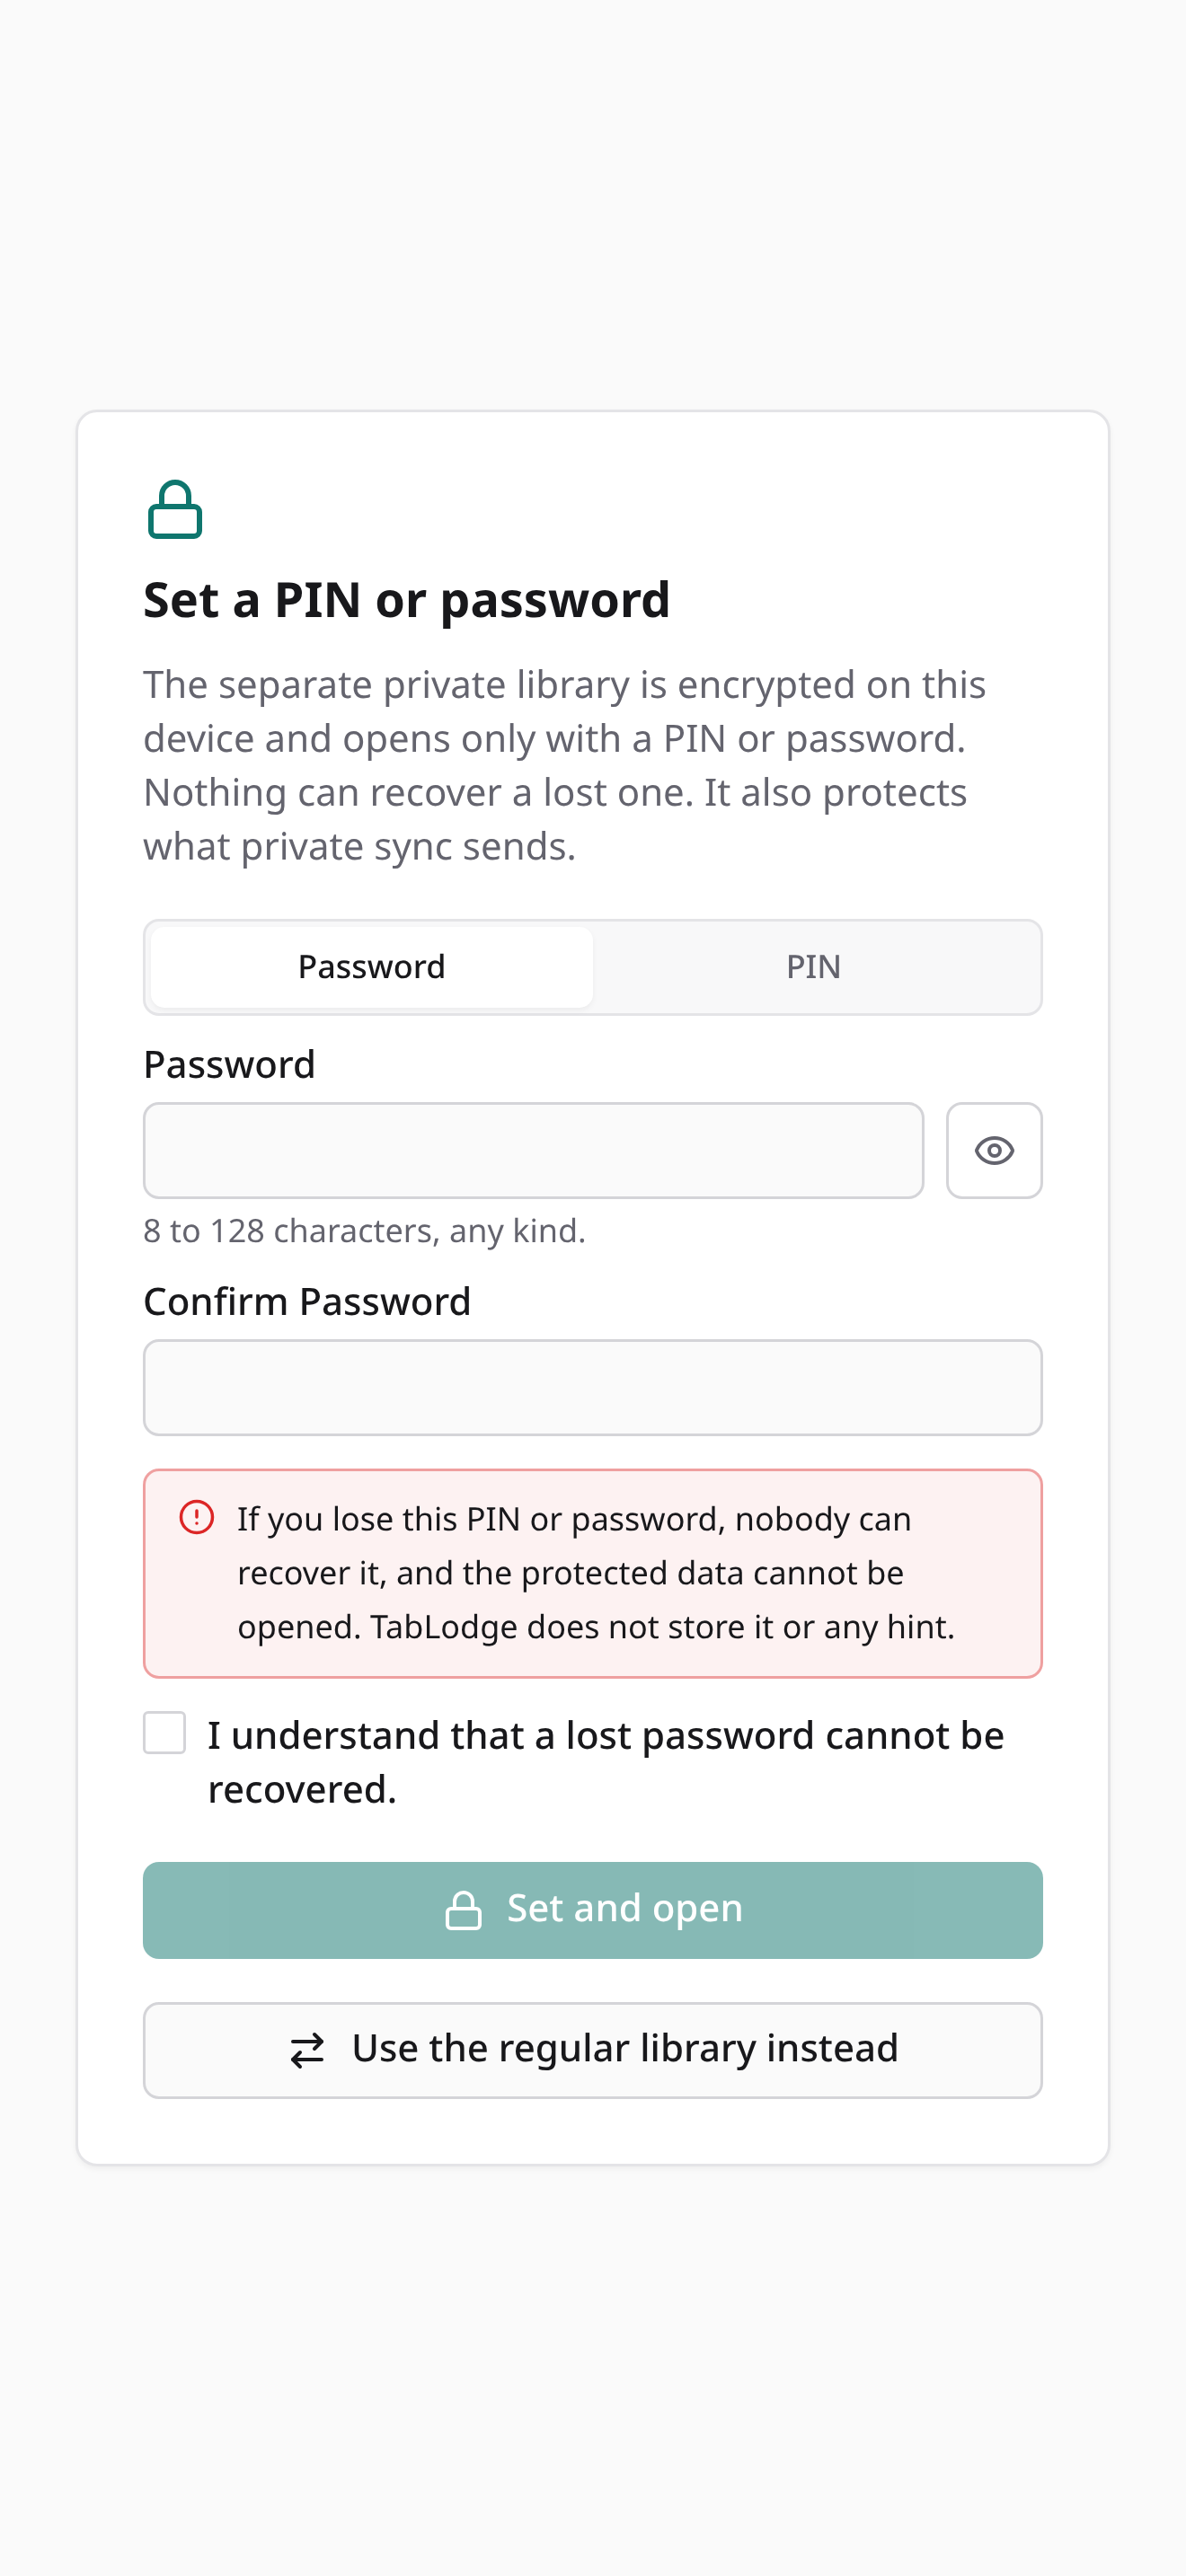 Set a PIN or password
The separate private library is encrypted on this
device and opens only with a PIN or password.
Nothing can recover a lost one. It also protects
what private sync sends.
Password
PIN
Password
8 to 128 characters, any kind.
Confirm Password
If you lose this PIN or password, nobody can
recover it, and the protected data cannot be
opened. TabLodge does not store it or any hint.
I understand that a lost password cannot be
recovered.
Set and open
Use the regular library instead